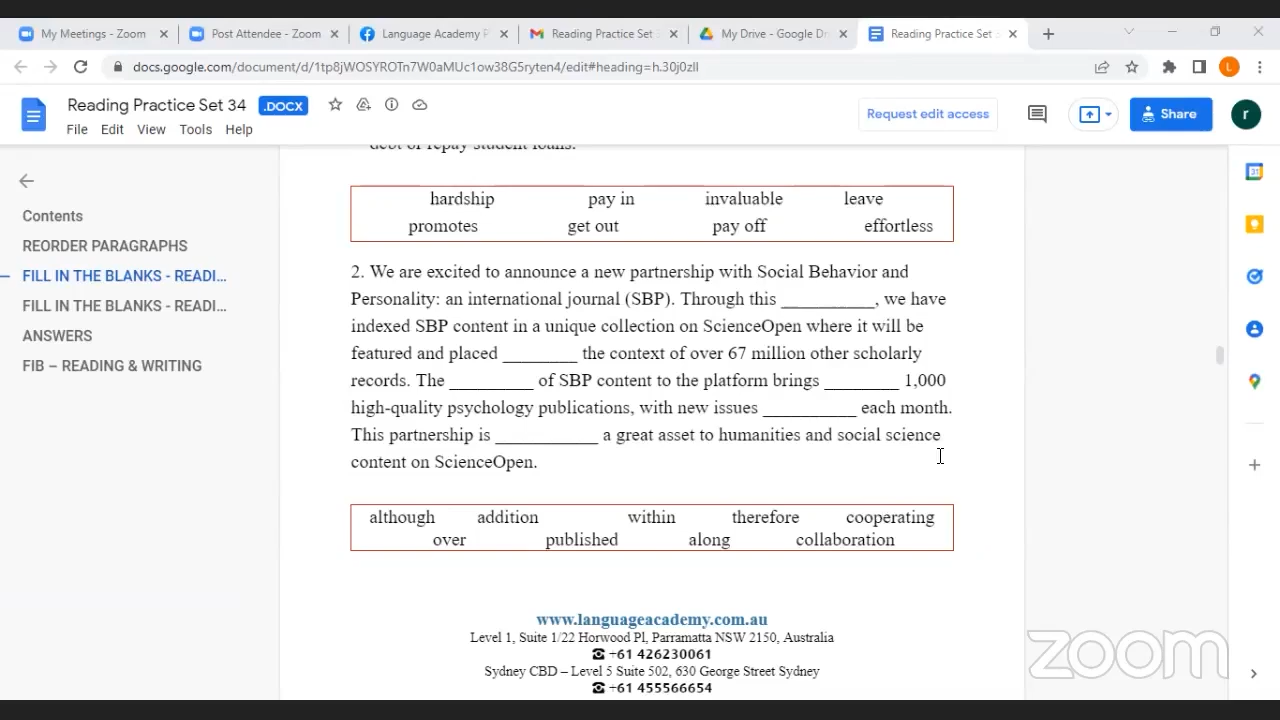 My Meetings - Zoom
Post Attendee - Zoom
Language Academy P
Reading Practice Set
My Drive - Google Dr
Reading Practice Set
docs.google.com/document/d/1tp8jWOSYROTn7W0aMUc1ow38G5ryten4/edit#heading=h.30j0zll
L
Reading Practice Set 34 .DOCX
File Edit View Tools Help
Request edit access
Share
r
Contents
REORDER PARAGRAPHS
FILL IN THE BLANKS - READI...
FILL IN THE BLANKS - READI...
ANSWERS
FIB – READING & WRITING
debt or repay student loans.
hardship pay in invaluable leave
promotes get out pay off effortless
2. We are excited to announce a new partnership with Social Behavior and
Personality: an international journal (SBP). Through this __________, we have
indexed SBP content in a unique collection on ScienceOpen where it will be
featured and placed ________ the context of over 67 million other scholarly
records. The _________ of SBP content to the platform brings ________ 1,000
high-quality psychology publications, with new issues __________ each month.
This partnership is ___________ a great asset to humanities and social science
content on ScienceOpen.
although addition within therefore cooperating
over published along collaboration
www.languageacademy.com.au
Level 1, Suite 1/22 Horwood Pl, Parramatta NSW 2150, Australia
☎ +61 426230061
Sydney CBD – Level 5 Suite 502, 630 George Street Sydney
☎ +61 455566654
31
zoom